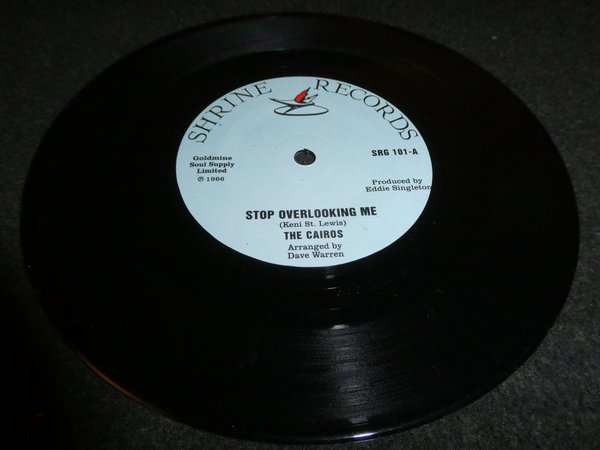 SHRINE RECORDS
Goldmine
Soul Supply
Limited
℗ 1966
SRG 101-A
Produced by
Eddie Singleton
STOP OVERLOOKING ME
(Keni St. Lewis)
THE CAIROS
Arranged by
Dave Warren